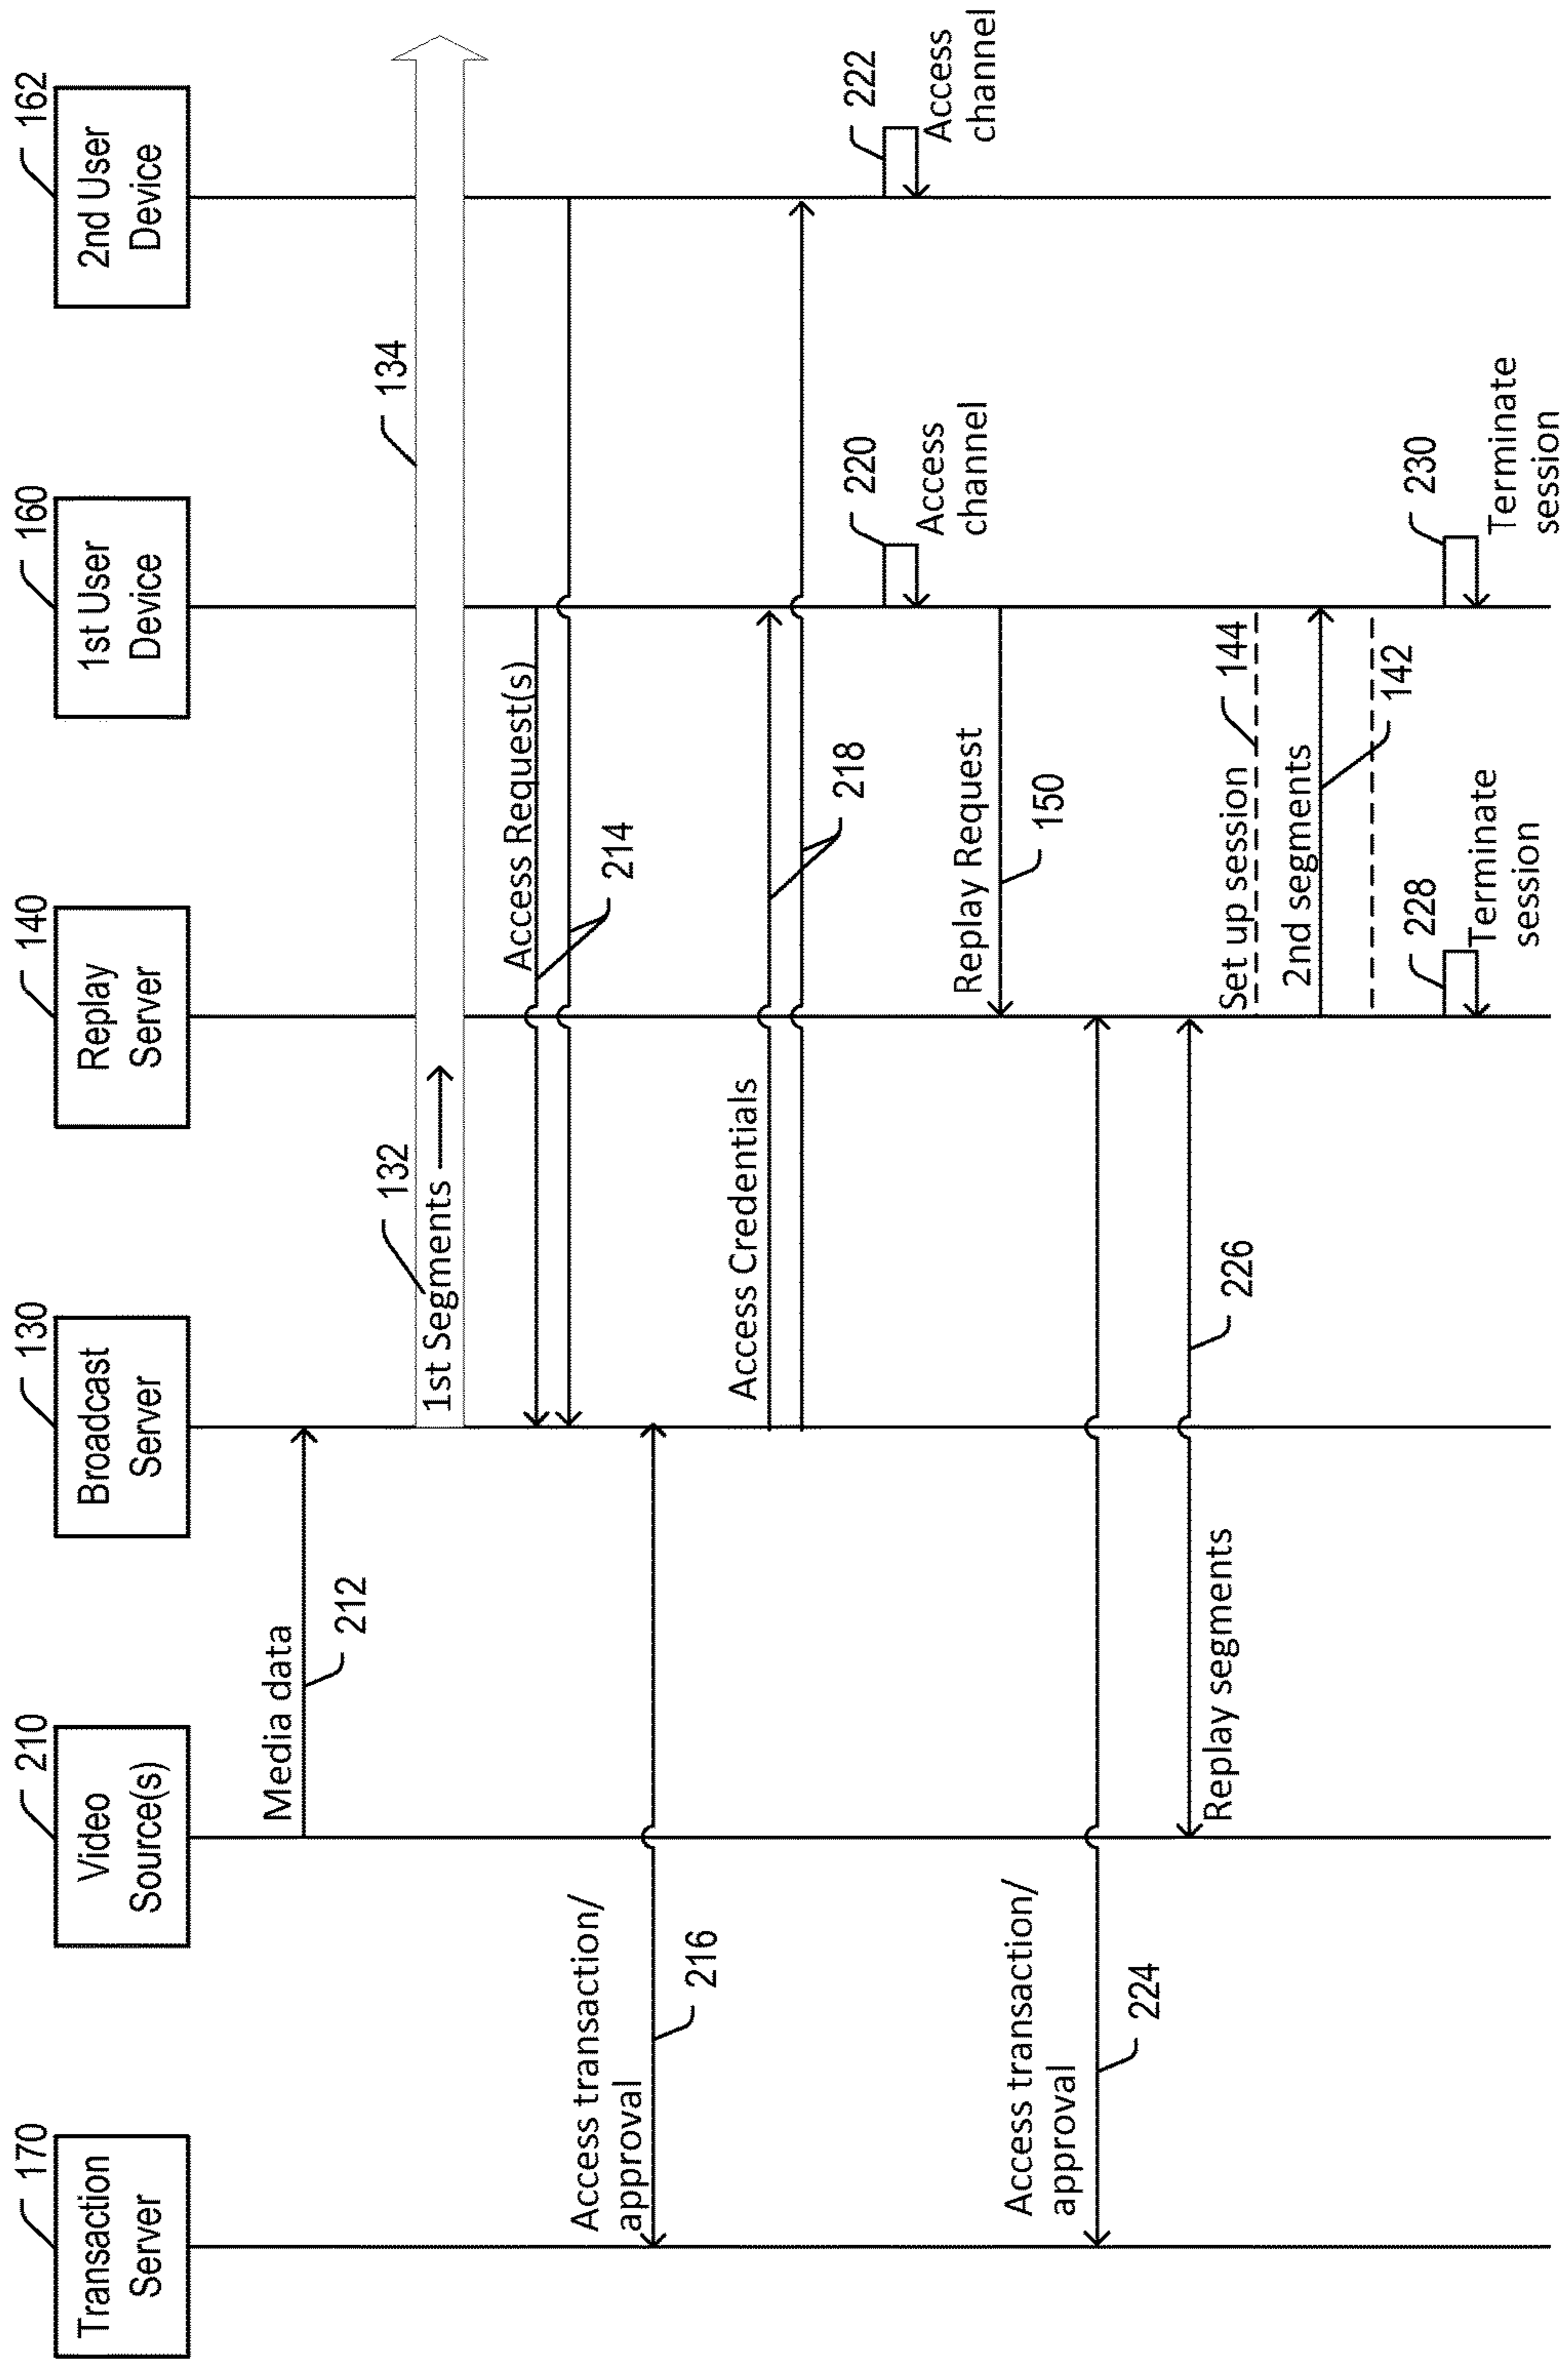 170
Transaction
Server
210
Video
Source(s)
130
Broadcast
Server
140
Replay
Server
160
1st User
Device
162
2nd User
Device
Media data
212
132
1st Segments
134
Access Request(s)
214
Access transaction/
approval
216
Access Credentials
218
220
Access
channel
222
Access
channel
Replay Request
150
Access transaction/
approval
224
Replay segments
226
Set up session
144
2nd segments
142
228
Terminate
session
230
Terminate
session